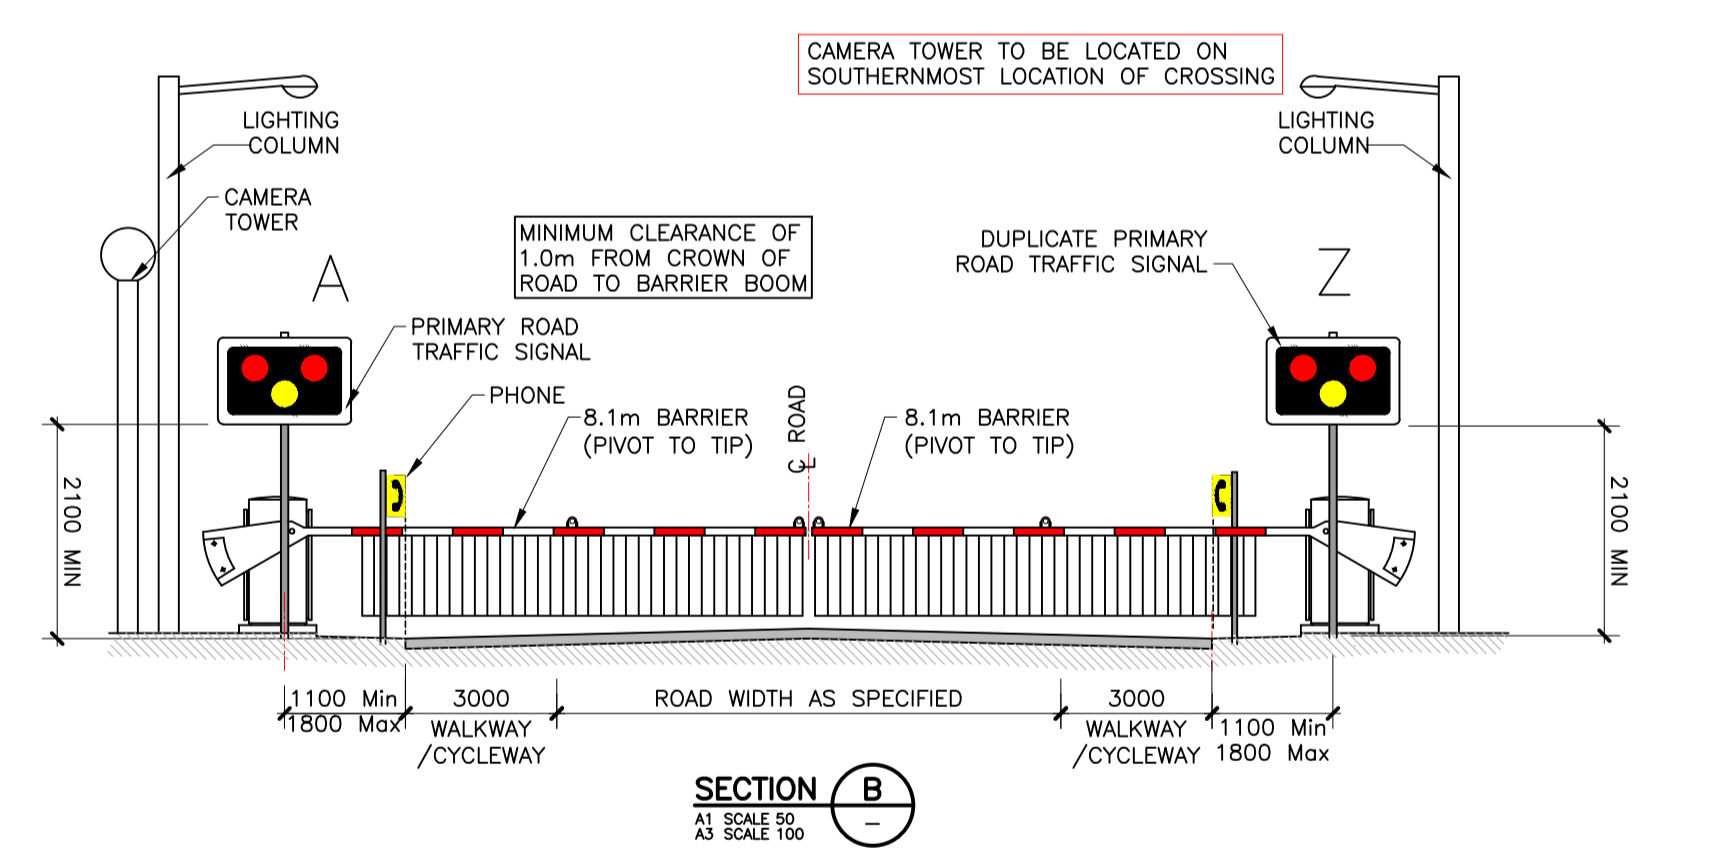 CAMERA TOWER TO BE LOCATED ON
SOUTHERNMOST LOCATION OF CROSSING
LIGHTING
COLUMN
LIGHTING
COLUMN
CAMERA
TOWER
MINIMUM CLEARANCE OF
1.0m FROM CROWN OF
ROAD TO BARRIER BOOM
DUPLICATE PRIMARY
ROAD TRAFFIC SIGNAL
A
Z
PRIMARY ROAD
TRAFFIC SIGNAL
PHONE
8.1m BARRIER
(PIVOT TO TIP)
℄ ROAD
8.1m BARRIER
(PIVOT TO TIP)
2100 MIN
2100 MIN
1100 Min
1800 Max
3000
WALKWAY
/CYCLEWAY
ROAD WIDTH AS SPECIFIED
3000
WALKWAY
/CYCLEWAY
1100 Min
1800 Max
SECTION B
A1 SCALE 50
A3 SCALE 100
–